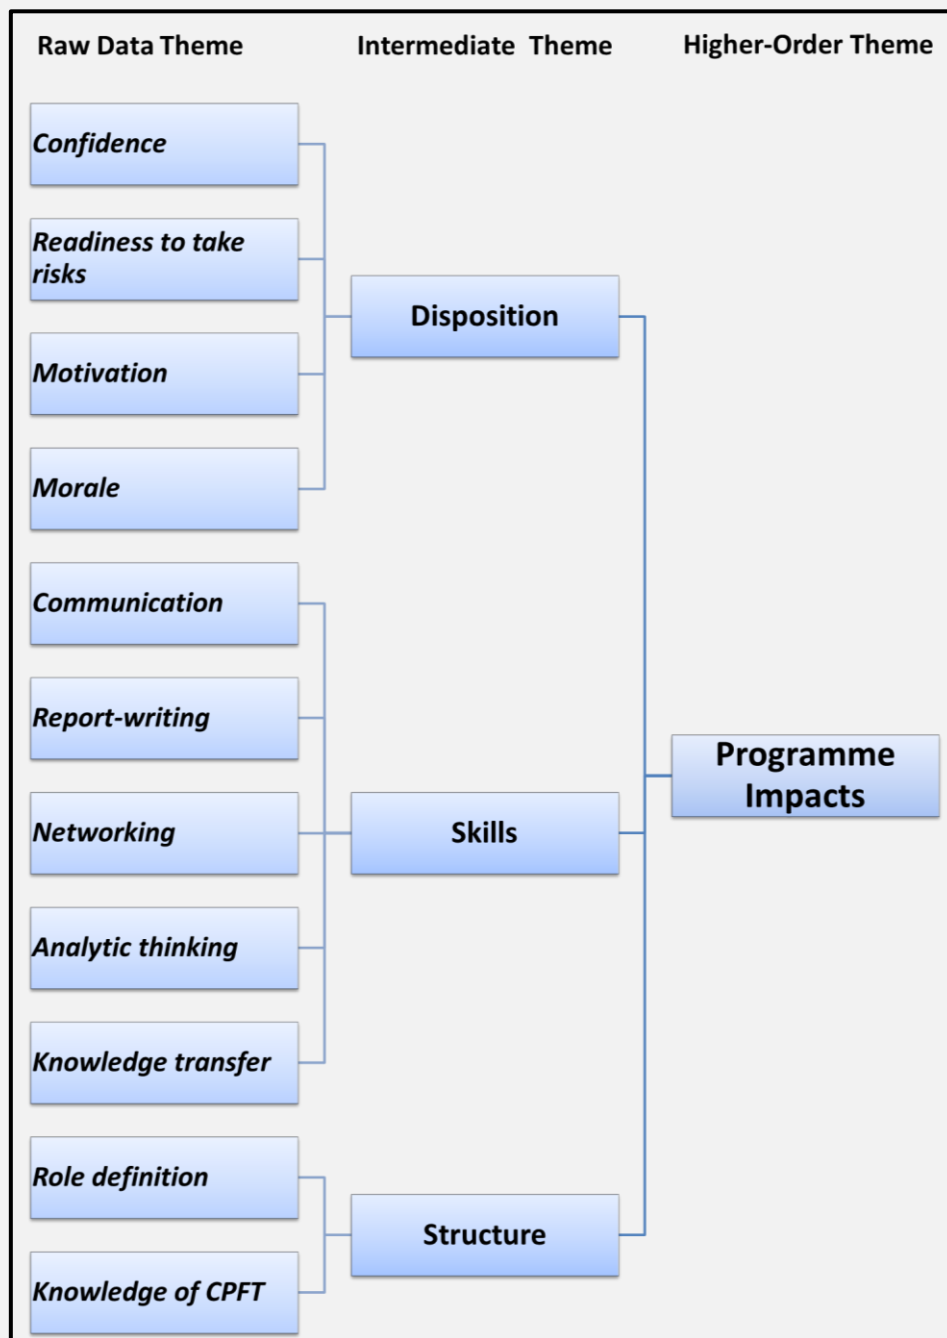 Raw Data Theme
Intermediate Theme
Higher-Order Theme
Confidence
Readiness to take
risks
Motivation
Morale
Communication
Report-writing
Networking
Analytic thinking
Knowledge transfer
Role definition
Knowledge of CPFT
Disposition
Skills
Structure
Programme
Impacts